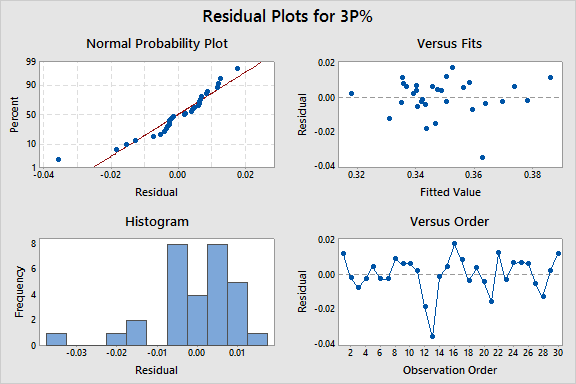 Residual Plots for 3P%
Normal Probability Plot
Versus Fits
Percent
99
90
50
10
1
-0.04
-0.02
0.00
0.02
Residual
Residual
0.02
0.00
-0.02
-0.04
0.32
0.34
0.36
0.38
Fitted Value
Histogram
Versus Order
Frequency
8
6
4
2
0
-0.03
-0.02
-0.01
0.00
0.01
Residual
Residual
0.02
0.00
-0.02
-0.04
2 4 6 8 10 12 14 16 18 20 22 24 26 28 30
Observation Order